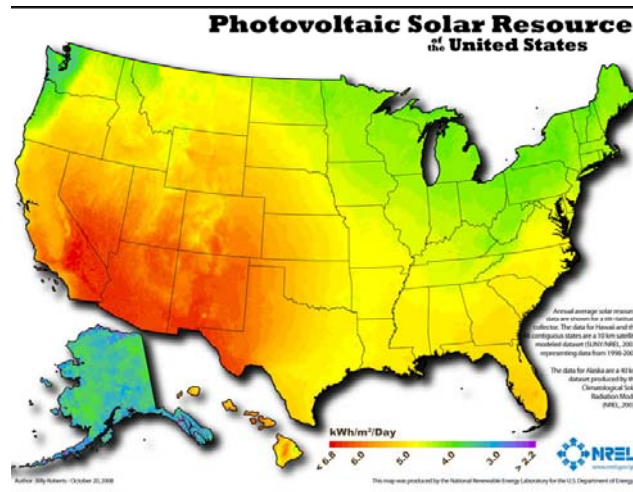 Photovoltaic Solar Resource
of the United States
Annual average solar resour
data are shown for a tilt=latitud
collector. The data for Hawaii and th
contiguous states are a 10 km satelli
modeled dataset (SUNY/NREL, 200
representing data from 1998-200
The data for Alaska are a 40 k
dataset produced by th
Climatological Sola
Radiation Mod
(NREL, 200
kWh/m²/Day
< 6.8 6.0 5.0 4.0 3.0 > 2.2
NREL
Author: Billy Roberts - October 20, 2008
This map was produced by the National Renewable Energy Laboratory for the U.S. Department of Energy